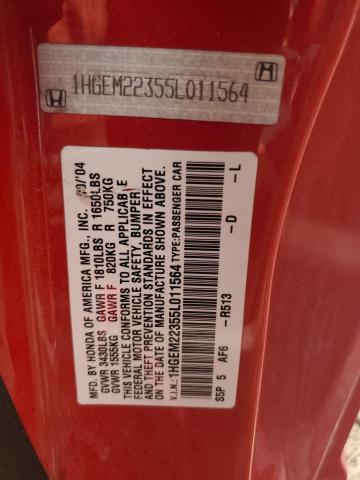 1HGEM22355L011564
MFD. BY HONDA OF AMERICA MFG., INC. /04
GVWR 3430LBS GAWR F 1810LBS R 1650LBS
GVWR 1555KG GAWR F 820KG R 750KG
THIS VEHICLE CONFORMS TO ALL APPLICABLE
FEDERAL MOTOR VEHICLE SAFETY, BUMPER,
THEFT PREVENTION STANDARDS IN EFFECT
ON THE DATE OF MANUFACTURE SHOWN ABOVE.
V.I.N.: 1HGEM22355L011564 TYPE:PASSENGER CAR
S5P 5 AF6 - R513 - D - L